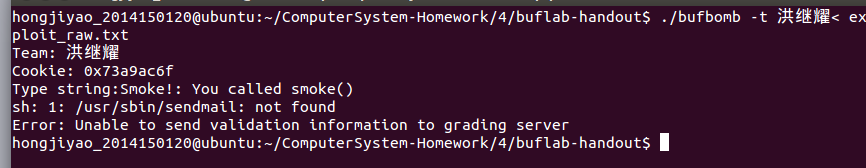 hongjiyao_2014150120@ubuntu:~/ComputerSystem-Homework/4/buflab-handout$ ./bufbomb -t 洪继耀< ex
ploit_raw.txt
Team: 洪继耀
Cookie: 0x73a9ac6f
Type string:Smoke!: You called smoke()
sh: 1: /usr/sbin/sendmail: not found
Error: Unable to send validation information to grading server
hongjiyao_2014150120@ubuntu:~/ComputerSystem-Homework/4/buflab-handout$